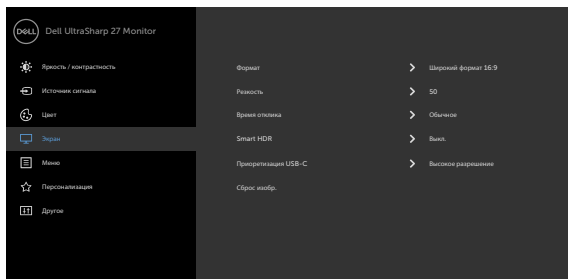 DELL Dell UltraSharp 27 Monitor
Яркость / контрастность
Источник сигнала
Цвет
Экран
Меню
Персонализация
Другое
Формат Широкий формат 16:9
Резкость 50
Время отклика Обычное
Smart HDR Выкл.
Приоретизация USB-C Высокое разрешение
Сброс изобр.